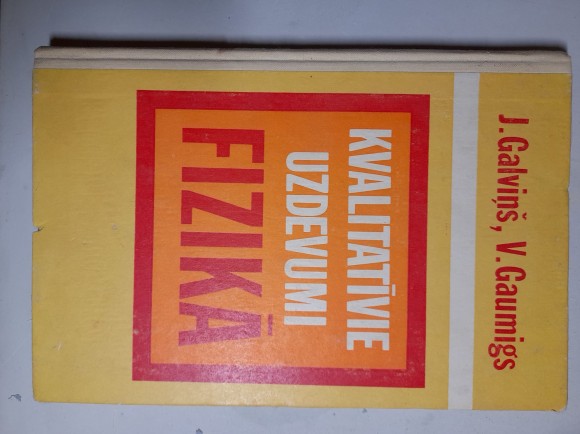 J. Galviņš, V. Gaumigs
KVALITATĪVIE
UZDEVUMI
FIZIKĀ